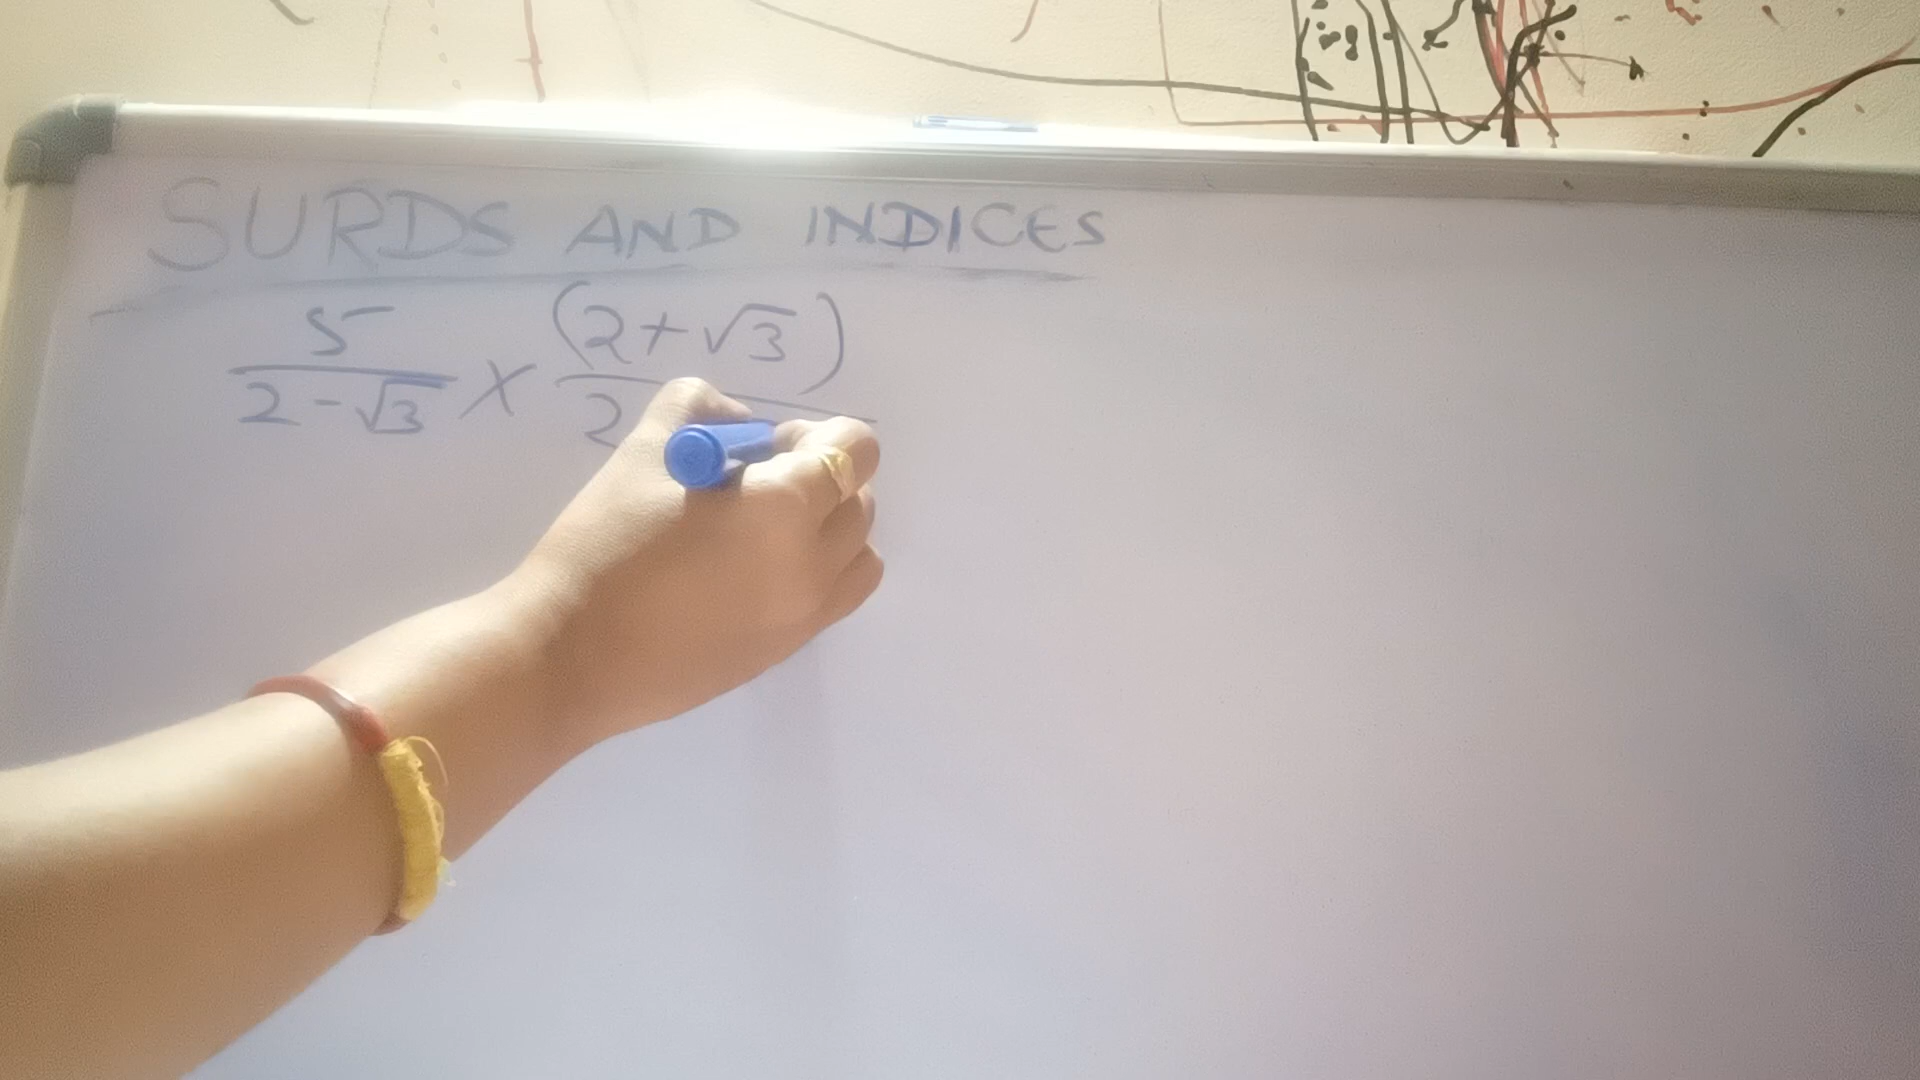 SURDS AND INDICES
5/(2-√3) × (2+√3)/2